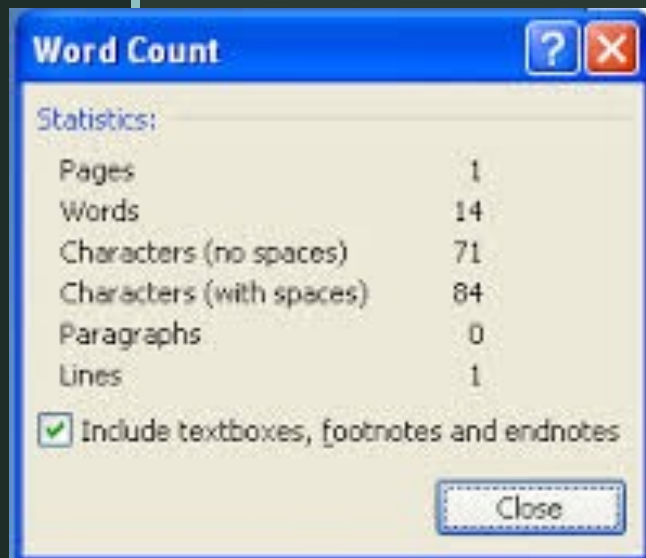 Word Count
Statistics:
Pages 1
Words 14
Characters (no spaces) 71
Characters (with spaces) 84
Paragraphs 0
Lines 1
Include textboxes, footnotes and endnotes
Close